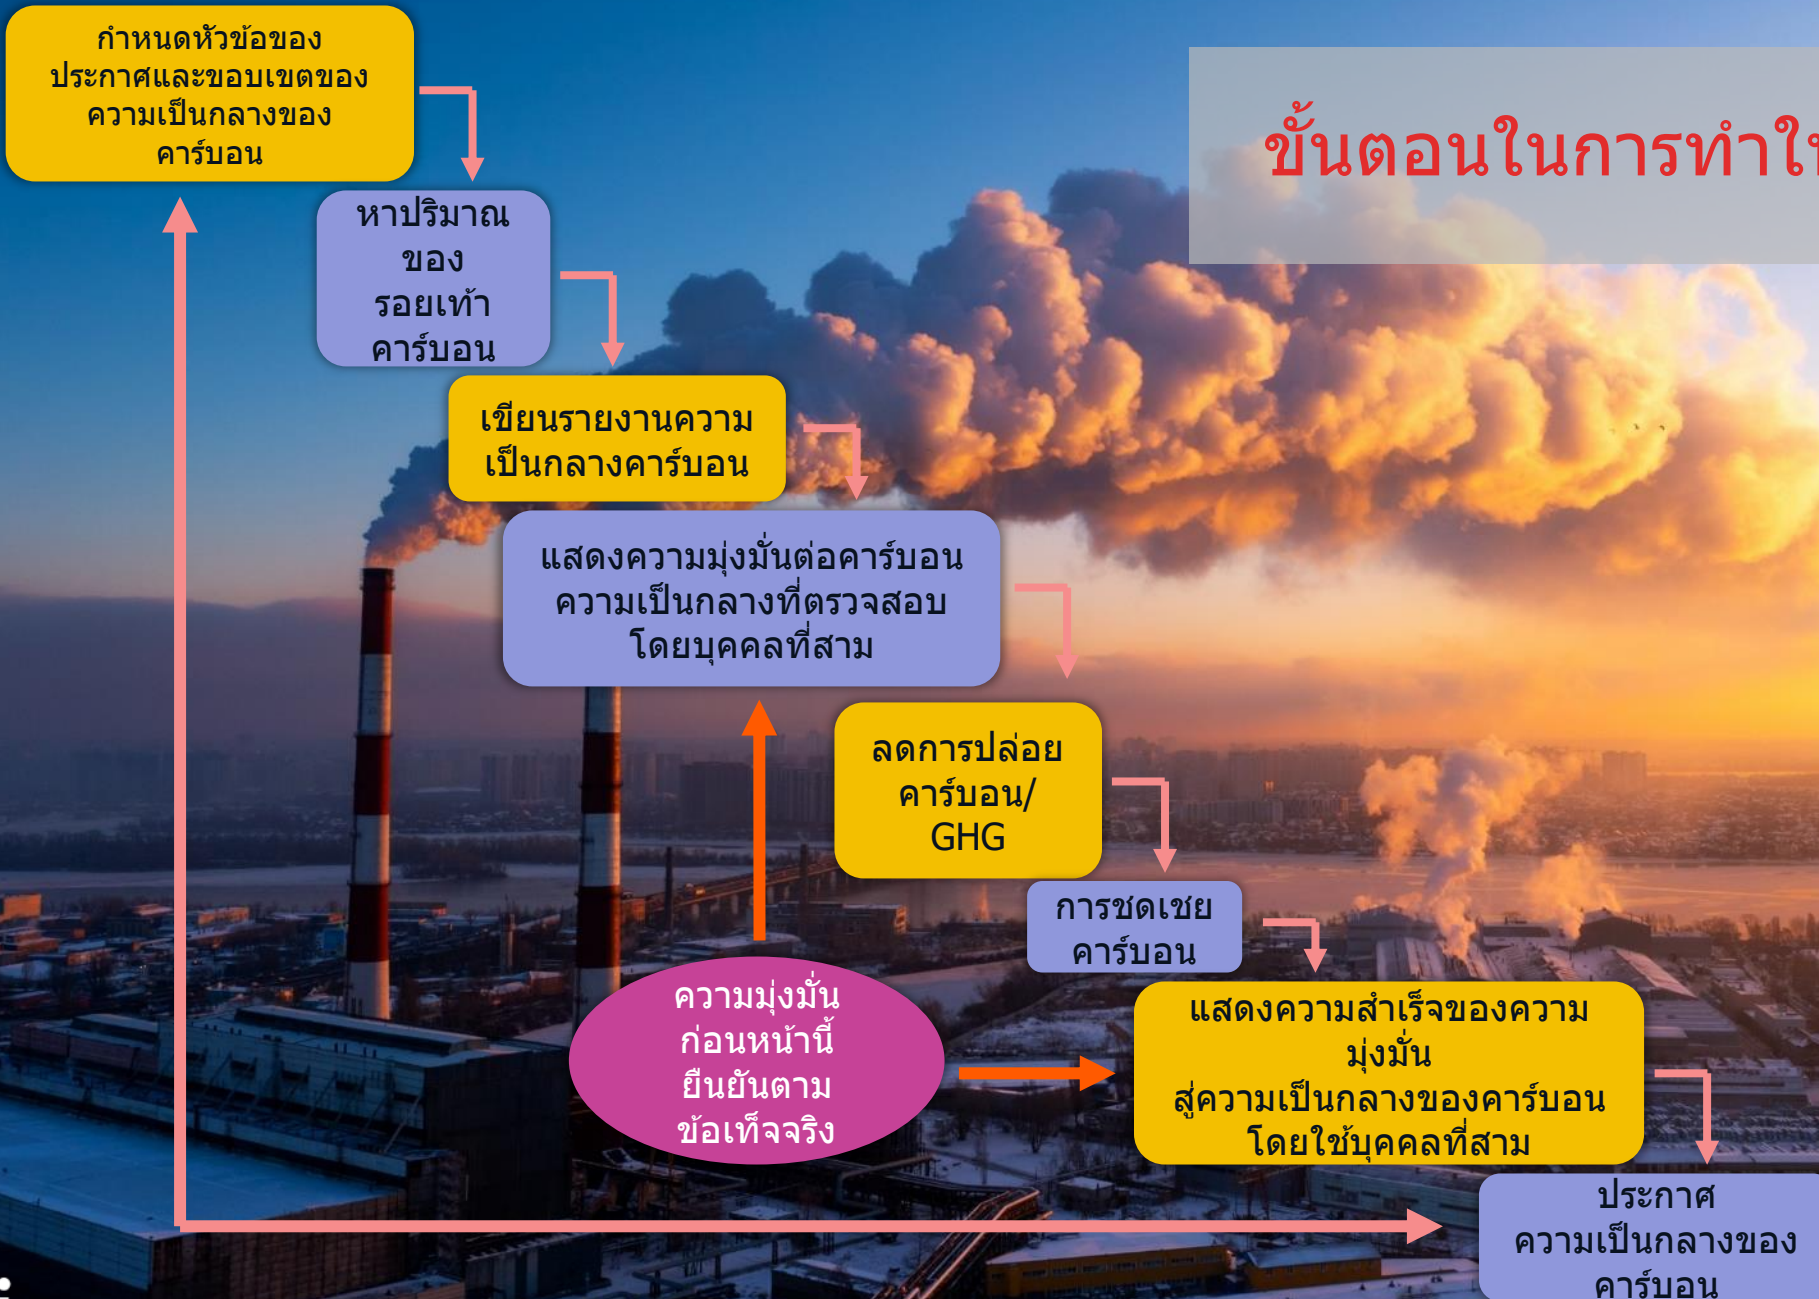 กำหนดหัวข้อของ
ประกาศและขอบเขตของ
ความเป็นกลางของ
คาร์บอน
ขั้นตอนในการทำให้
หาปริมาณ
ของ
รอยเท้า
คาร์บอน
เขียนรายงานความ
เป็นกลางคาร์บอน
แสดงความมุ่งมั่นต่อคาร์บอน
ความเป็นกลางที่ตรวจสอบ
โดยบุคคลที่สาม
ลดการปล่อย
คาร์บอน/
GHG
การชดเชย
คาร์บอน
ความมุ่งมั่น
ก่อนหน้านี้
ยืนยันตาม
ข้อเท็จจริง
แสดงความสำเร็จของความ
มุ่งมั่น
สู่ความเป็นกลางของคาร์บอน
โดยใช้บุคคลที่สาม
ประกาศ
ความเป็นกลางของ
คาร์บอน